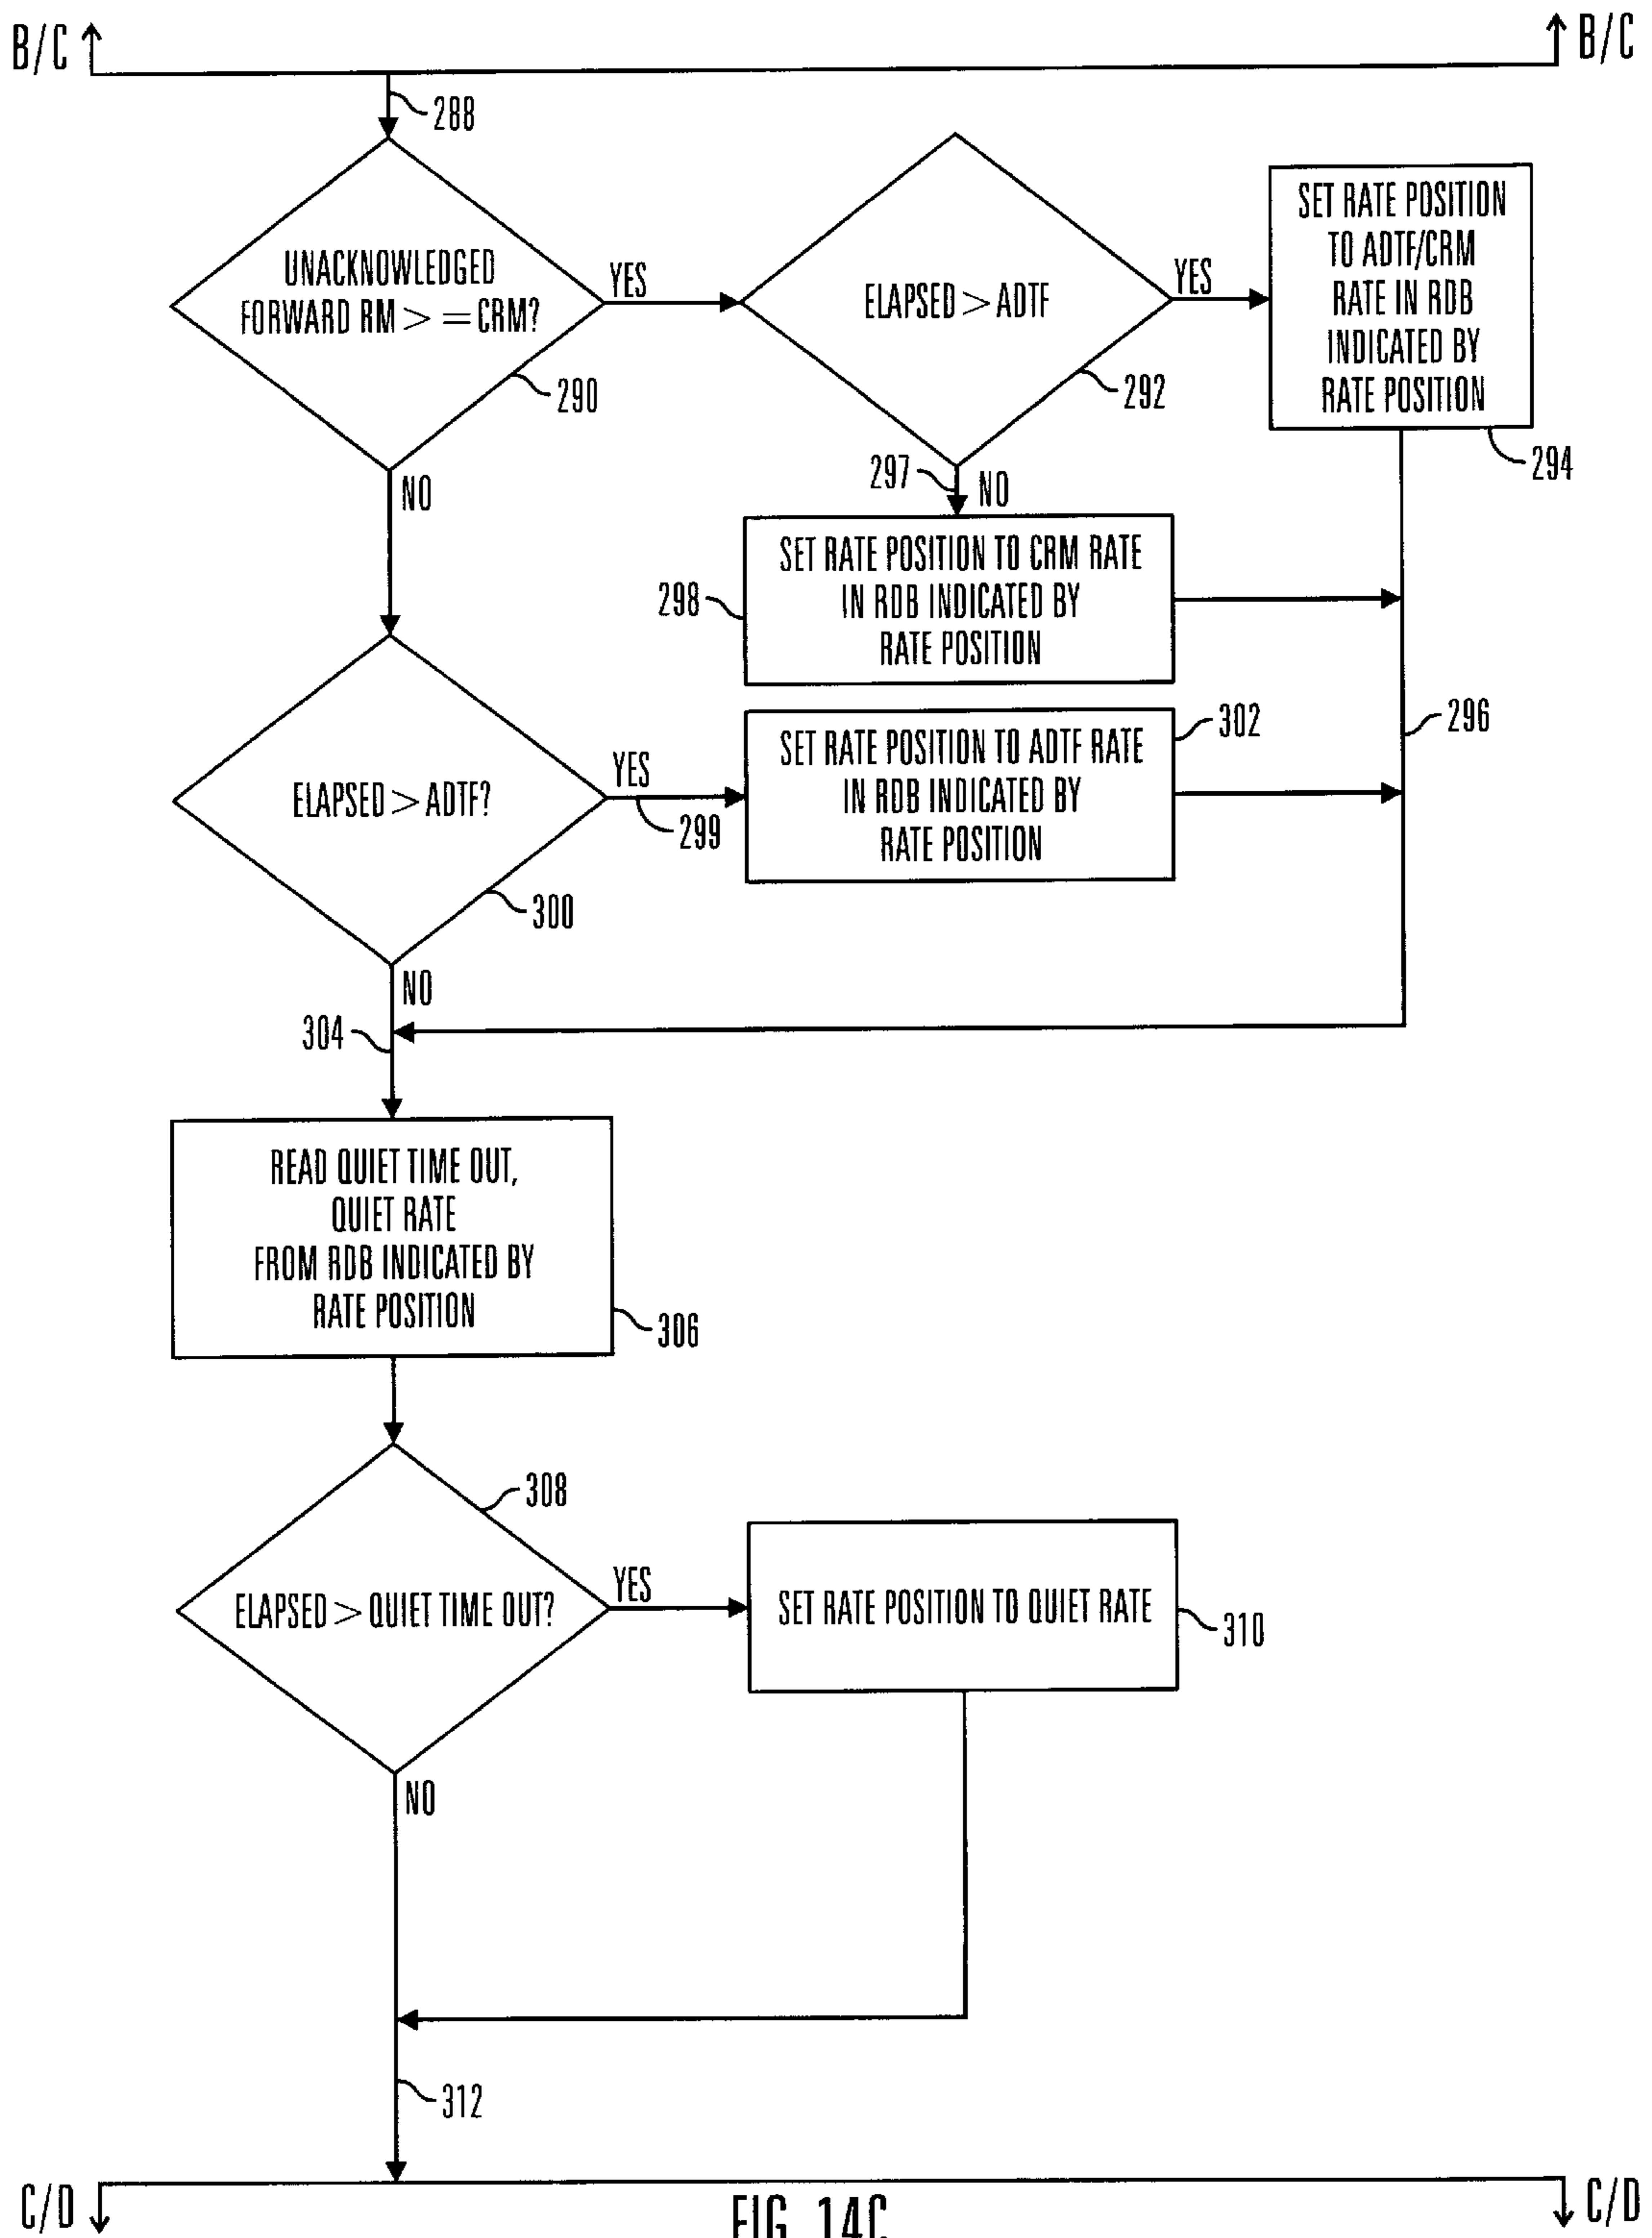 B/C
B/C
288
UNACKNOWLEDGED
FORWARD RM > = CRM?
YES
290
NO
ELAPSED > ADTF
YES
292
297
NO
SET RATE POSITION
TO ADTF/CRM
RATE IN RDB
INDICATED BY
RATE POSITION
294
298
SET RATE POSITION TO CRM RATE
IN RDB INDICATED BY
RATE POSITION
296
ELAPSED > ADTF?
YES
299
300
NO
SET RATE POSITION TO ADTF RATE
IN RDB INDICATED BY
RATE POSITION
302
304
READ QUIET TIME OUT,
QUIET RATE
FROM RDB INDICATED BY
RATE POSITION
306
308
ELAPSED > QUIET TIME OUT?
YES
NO
SET RATE POSITION TO QUIET RATE
310
312
C/D
C/D
FIG. 14C